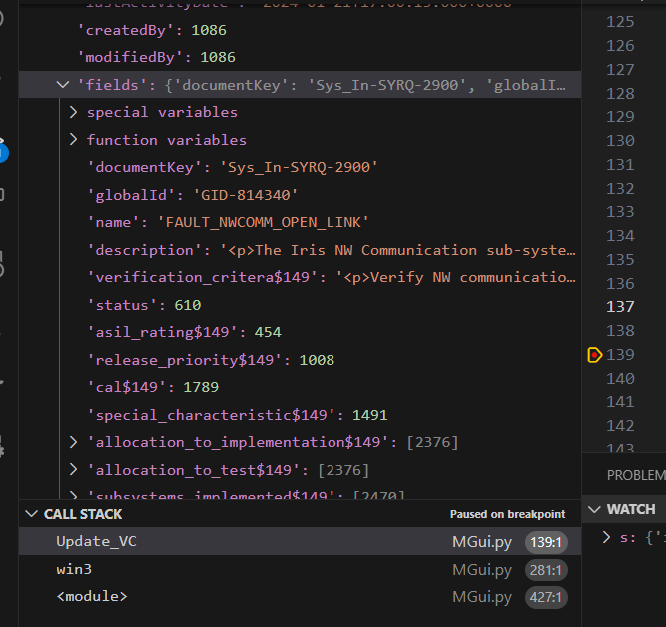 'createdBy': 1086
'modifiedBy': 1086
'fields': {'documentKey': 'Sys_In-SYRQ-2900', 'globalI…
special variables
function variables
'documentKey': 'Sys_In-SYRQ-2900'
'globalId': 'GID-814340'
'name': 'FAULT_NWCOMM_OPEN_LINK'
'description': '<p>The Iris NW Communication sub-syste…
'verification_critera$149': '<p>Verify NW communicatio…
'status': 610
'asil_rating$149': 454
'release_priority$149': 1008
'cal$149': 1789
'special_characteristic$149': 1491
'allocation_to_implementation$149': [2376]
'allocation_to_test$149': [2376]
'subsystems_implemented$149': [2470]
CALL STACK
Paused on breakpoint
Update_VC MGui.py 139:1
win3 MGui.py 281:1
<module> MGui.py 427:1
125
126
127
128
129
130
131
132
133
134
135
136
137
138
139
140
141
142
143
PROBLEM
WATCH
s: {'